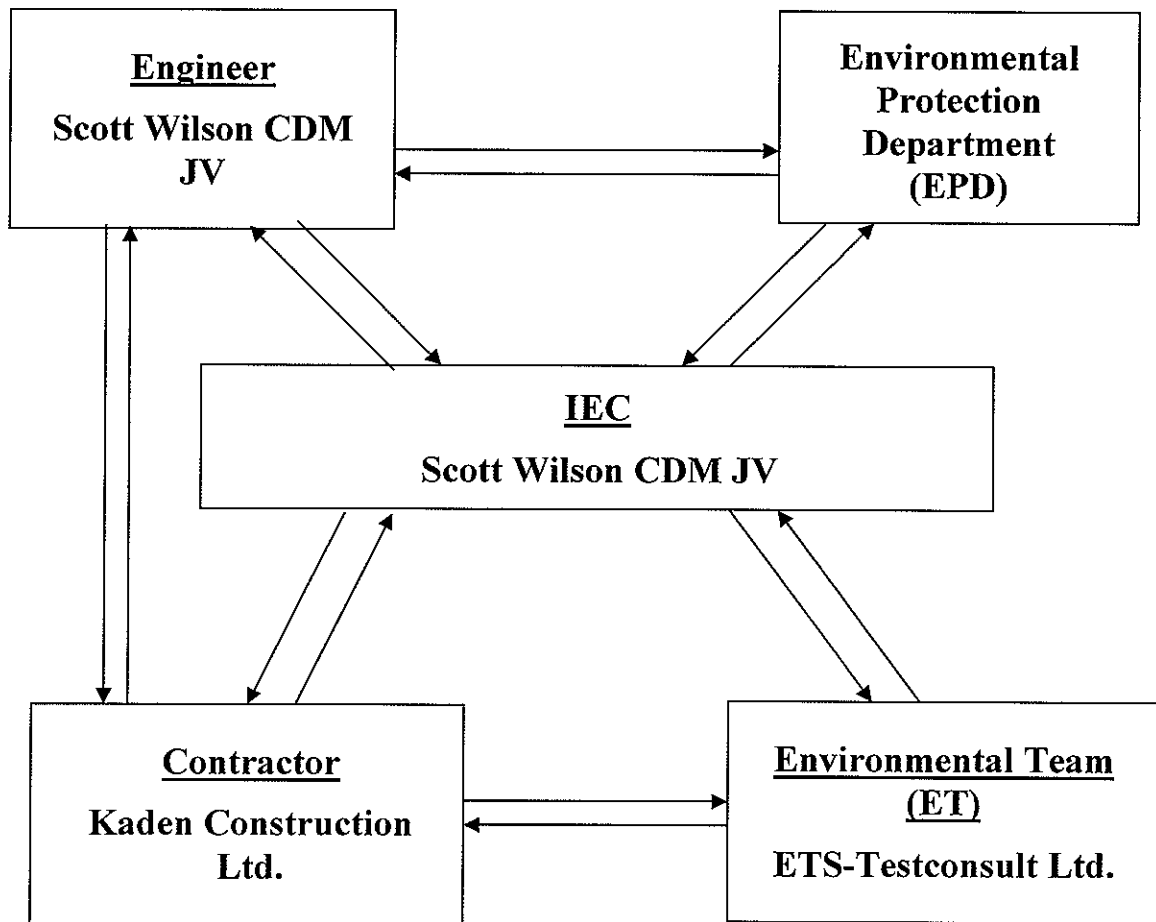 Engineer
Scott Wilson CDM
JV
Environmental
Protection
Department
(EPD)
IEC
Scott Wilson CDM JV
Contractor
Kaden Construction
Ltd.
Environmental Team
(ET)
ETS-Testconsult Ltd.